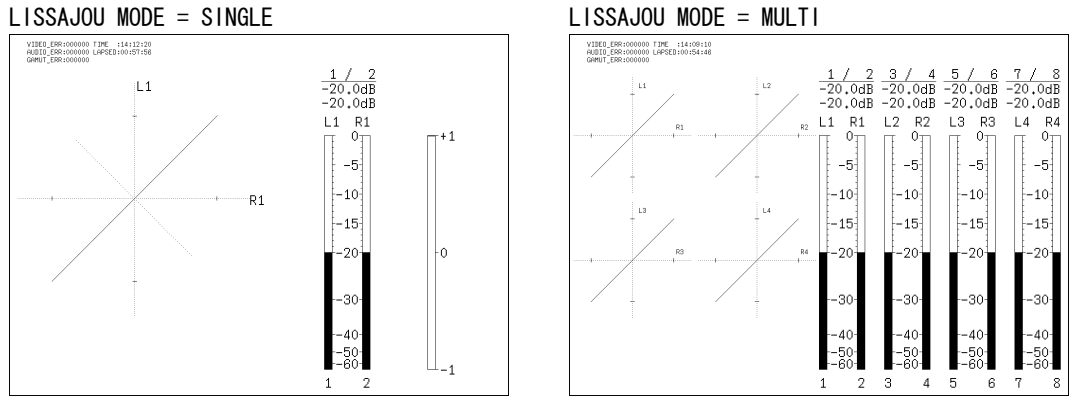 LISSAJOU MODE = SINGLE
VIDEO_ERR:000000 TIME :14:12:20
AUDIO_ERR:000000 LAPSED:00:57:56
GAMUT_ERR:000000
L1
R1
1 / 2
-20.0dB
-20.0dB
L1 R1
0
-5
-10
-15
-20
-30
-40
-50
-60
1 2
+1
0
-1
LISSAJOU MODE = MULTI
VIDEO_ERR:000000 TIME :14:09:10
AUDIO_ERR:000000 LAPSED:00:54:46
GAMUT_ERR:000000
L1 L2
R1 R2
L3 L4
R3 R4
1 / 2 3 / 4 5 / 6 7 / 8
-20.0dB -20.0dB -20.0dB -20.0dB
-20.0dB -20.0dB -20.0dB -20.0dB
L1 R1 L2 R2 L3 R3 L4 R4
0 0 0 0
-5 -5 -5 -5
-10 -10 -10 -10
-15 -15 -15 -15
-20 -20 -20 -20
-30 -30 -30 -30
-40 -40 -40 -40
-50 -50 -50 -50
-60 -60 -60 -60
1 2 3 4 5 6 7 8